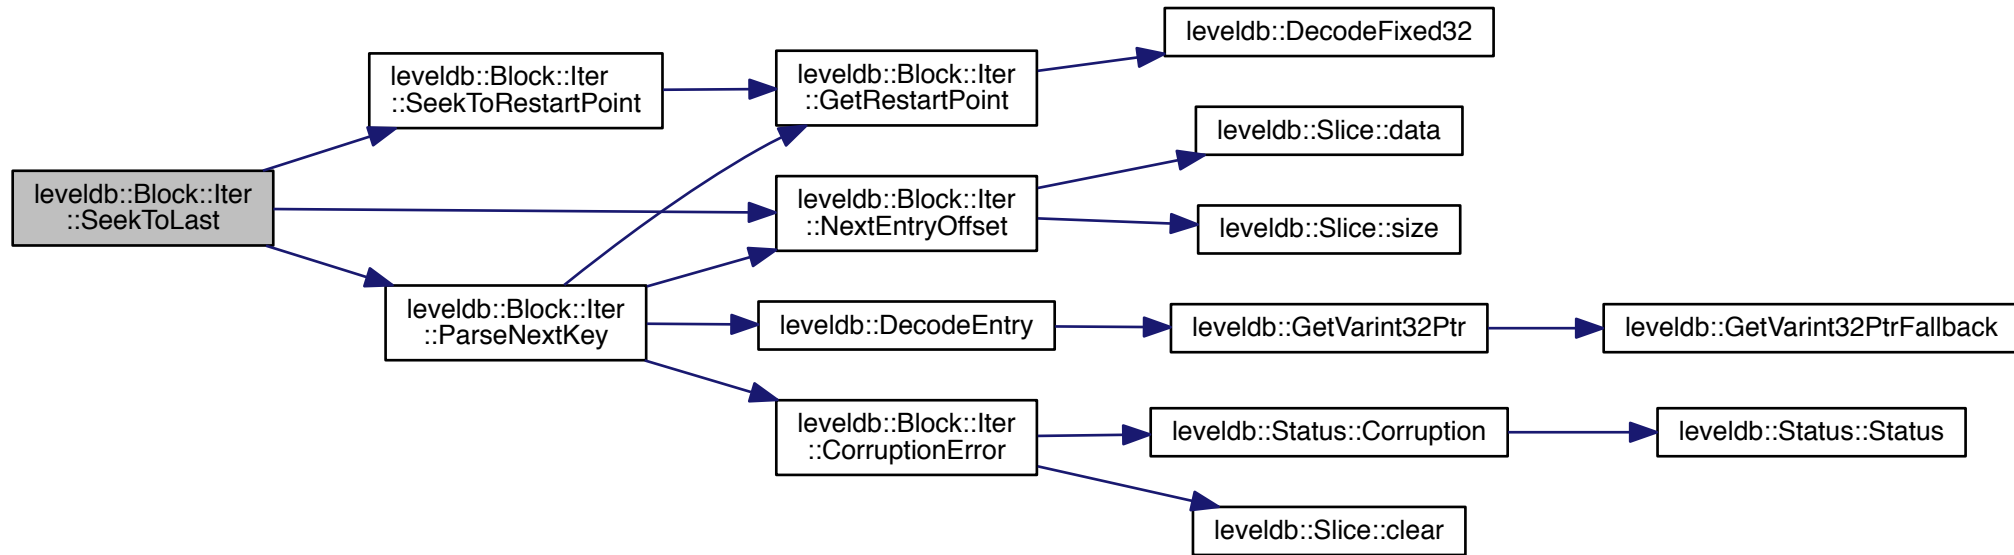 leveldb::Block::Iter
::SeekToLast
leveldb::Block::Iter
::SeekToRestartPoint
leveldb::Block::Iter
::ParseNextKey
leveldb::Block::Iter
::GetRestartPoint
leveldb::Block::Iter
::NextEntryOffset
leveldb::DecodeEntry
leveldb::Block::Iter
::CorruptionError
leveldb::DecodeFixed32
leveldb::Slice::data
leveldb::Slice::size
leveldb::GetVarint32Ptr
leveldb::Status::Corruption
leveldb::Slice::clear
leveldb::GetVarint32PtrFallback
leveldb::Status::Status